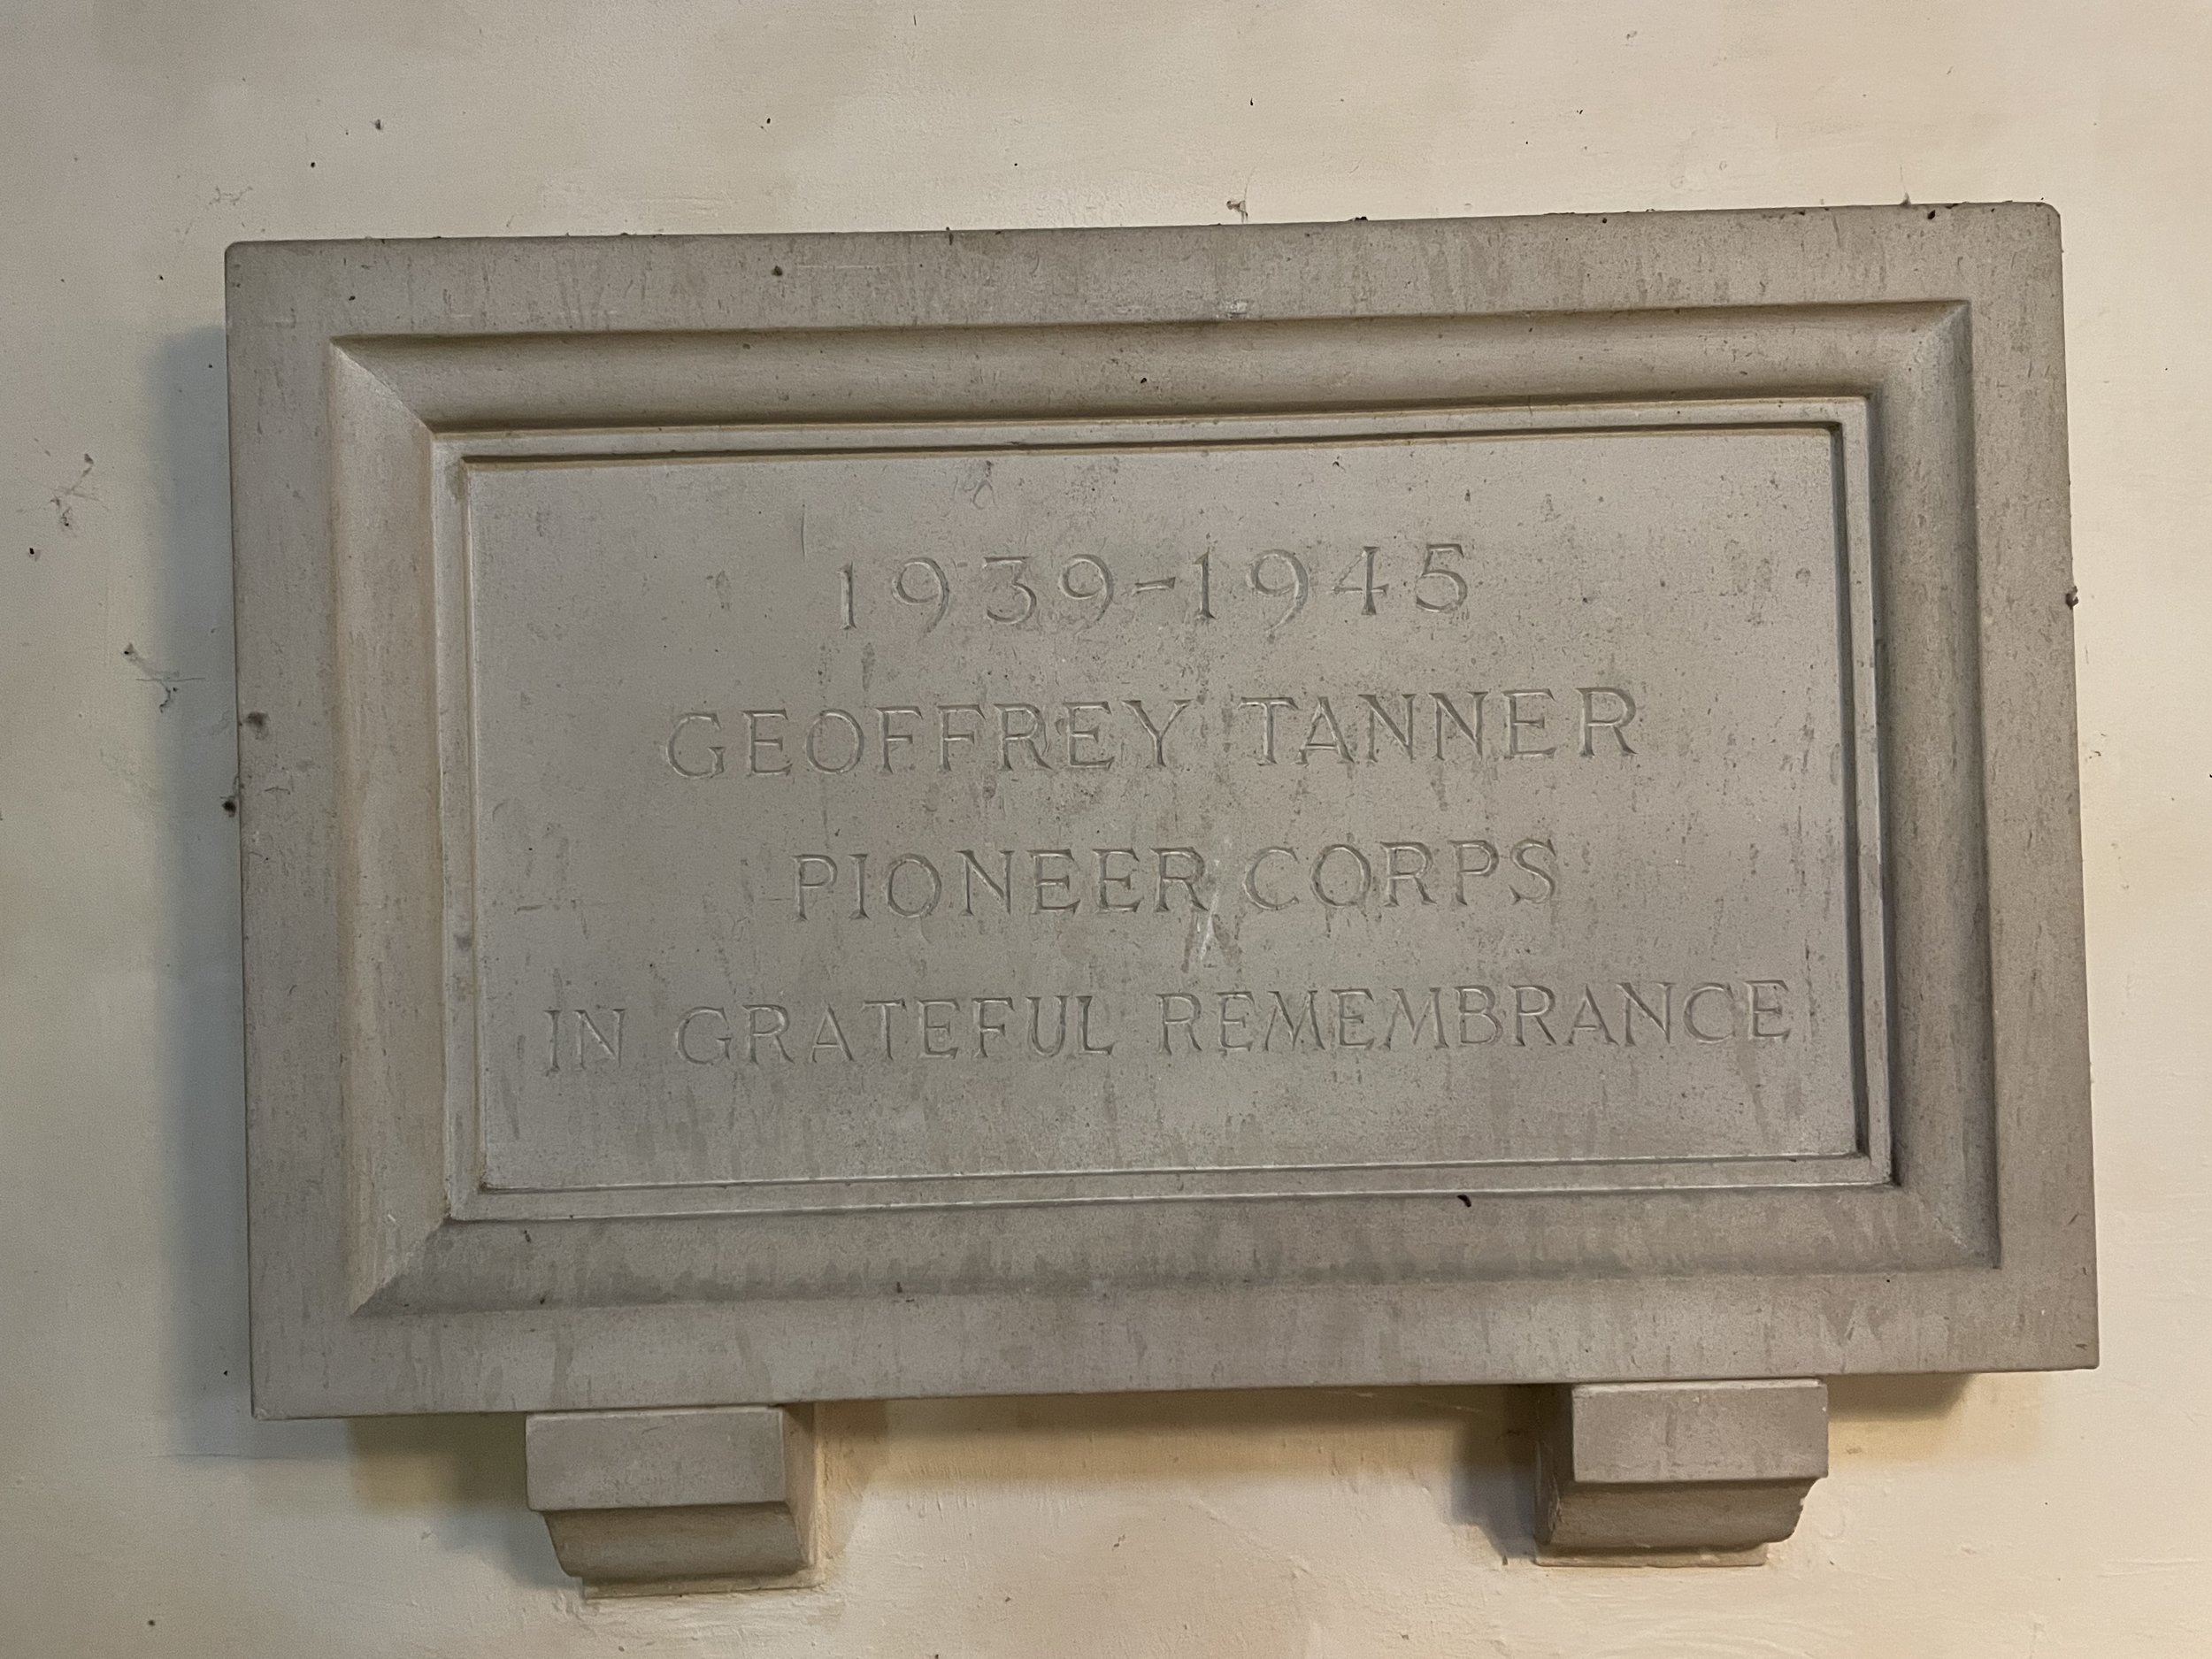 1939-1945
GEOFFREY TANNER
PIONEER CORPS
IN GRATEFUL REMEMBRANCE